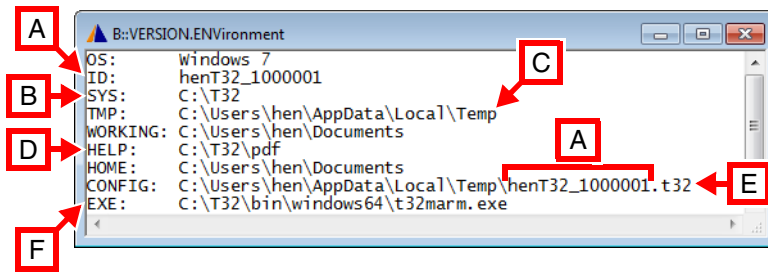 A
B::VERSION.ENVironment
OS: Windows 7
ID: henT32_1000001
C
B
SYS: C:\T32
TMP: C:\Users\hen\AppData\Local\Temp
WORKING: C:\Users\hen\Documents
A
D
HELP: C:\T32\pdf
HOME: C:\Users\hen\Documents
CONFIG: C:\Users\hen\AppData\Local\Temp\henT32_1000001.t32
E
EXE: C:\T32\bin\windows64\t32marm.exe
F